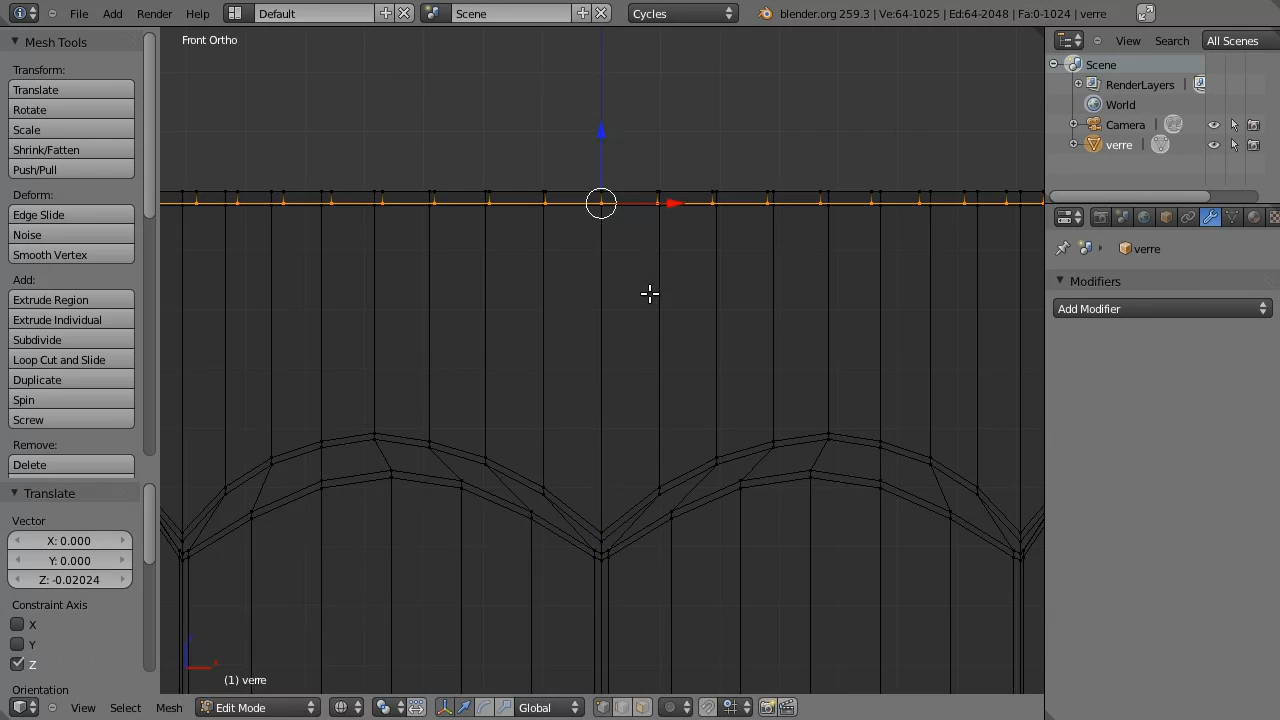 File Add Render Help Default Scene Cycles blender.org 259.3 | Ve:64-1025 | Ed:64-2048 | Fa:0-1024 | verre
Mesh Tools
Transform:
Translate
Rotate
Scale
Shrink/Fatten
Push/Pull
Deform:
Edge Slide
Noise
Smooth Vertex
Add:
Extrude Region
Extrude Individual
Subdivide
Loop Cut and Slide
Duplicate
Spin
Screw
Remove:
Delete
Translate
Vector
X: 0.000
Y: 0.000
Z: -0.02024
Constraint Axis
X
Y
Z
Orientation
Front Ortho
(1) verre
View Select Mesh Edit Mode Global
View Search All Scenes
Scene
RenderLayers |
World
Camera |
verre |
verre
Modifiers
Add Modifier